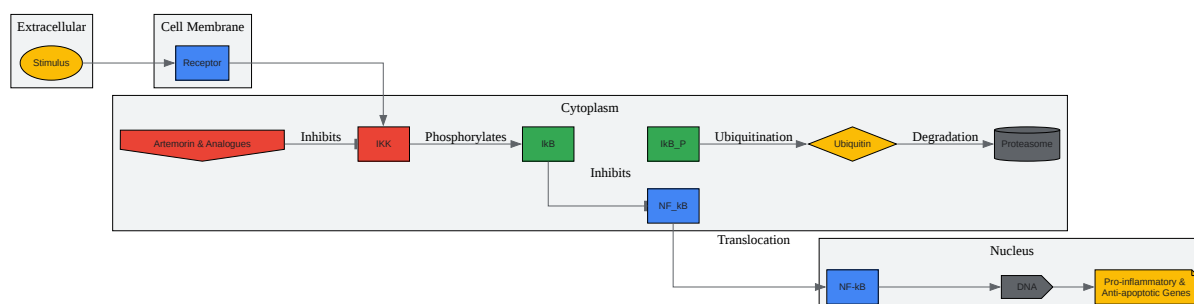 Extracellular
Stimulus
Cell Membrane
Receptor
Cytoplasm
Artemorin & Analogues
Inhibits
IKK
Phosphorylates
IkB
IkB_P
Ubiquitination
Ubiquitin
Degradation
Proteasome
Inhibits
NF_kB
Translocation
Nucleus
NF-kB
DNA
Pro-inflammatory &
Anti-apoptotic Genes